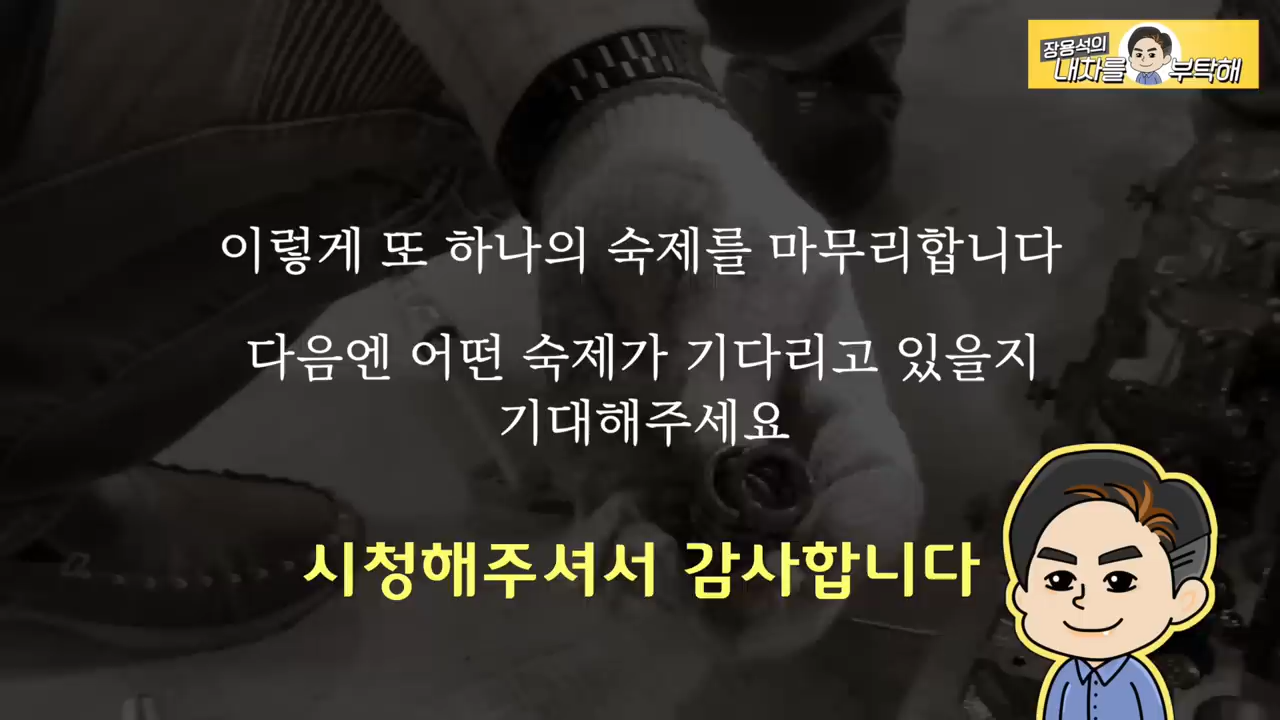 장용석의
내차를 부탁해
이렇게 또 하나의 숙제를 마무리합니다
다음엔 어떤 숙제가 기다리고 있을지
기대해주세요
시청해주셔서 감사합니다